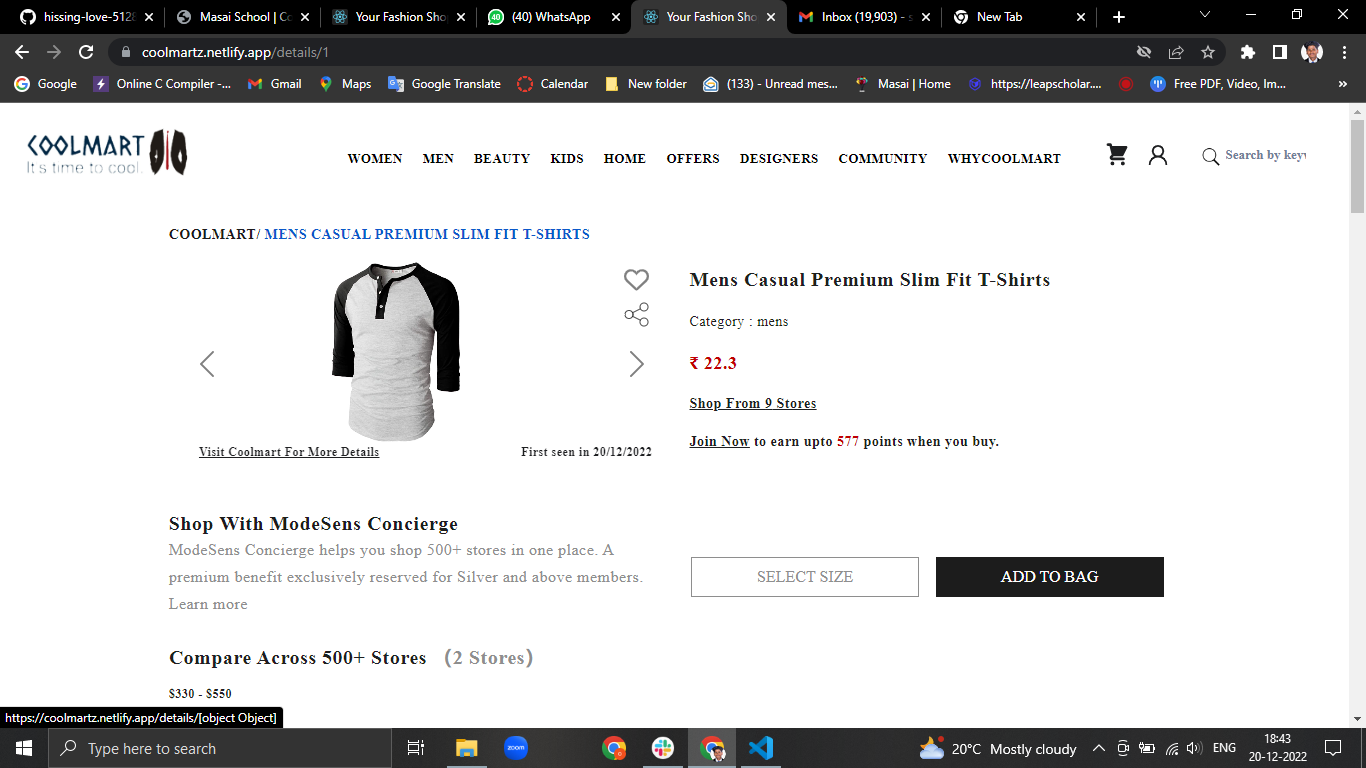 hissing-love-5128
Masai School | Co
Your Fashion Sho
(40) WhatsApp
Your Fashion Sho
Inbox (19,903) - s
New Tab
coolmartz.netlify.app/details/1
Google
Online C Compiler -...
Gmail
Maps
Google Translate
Calendar
New folder
(133) - Unread mes...
Masai | Home
https://leapscholar....
Free PDF, Video, Im...
»
COOLMART
It's time to cool.
WOMEN MEN BEAUTY KIDS HOME OFFERS DESIGNERS COMMUNITY WHYCOOLMART
Search by keyw
COOLMART/ MENS CASUAL PREMIUM SLIM FIT T-SHIRTS
Visit Coolmart For More Details
First seen in 20/12/2022
Mens Casual Premium Slim Fit T-Shirts
Category : mens
₹ 22.3
Shop From 9 Stores
Join Now to earn upto 577 points when you buy.
Shop With ModeSens Concierge
ModeSens Concierge helps you shop 500+ stores in one place. A
premium benefit exclusively reserved for Silver and above members.
Learn more
SELECT SIZE
ADD TO BAG
Compare Across 500+ Stores (2 Stores)
$330 - $550
https://coolmartz.netlify.app/details/[object Object]
Type here to search
zoom
20°C Mostly cloudy
ENG
18:43
20-12-2022